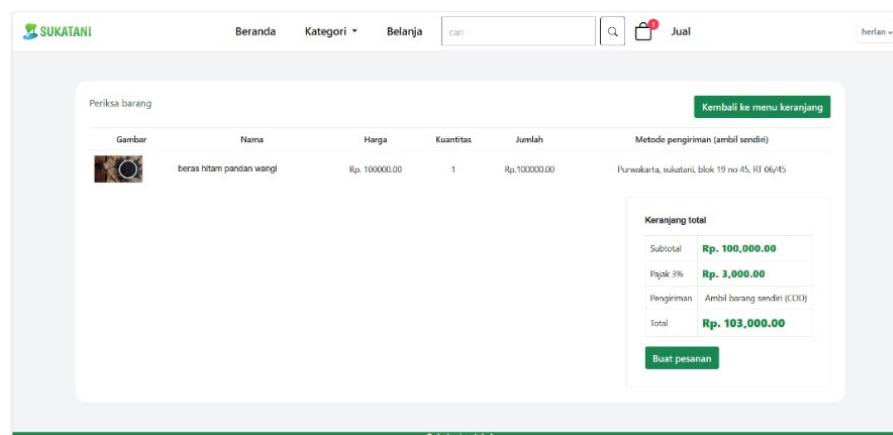 SUKATANI Beranda Kategori Belanja cari 1 Jual herlan
Periksa barang
Kembali ke menu keranjang
Gambar Nama Harga Kuantitas Jumlah Metode pengiriman (ambil sendiri)
beras hitam pandan wangi Rp. 100000.00 1 Rp.100000.00 Purwakarta, sukatani, blok 19 no 45, RT 06/45
Keranjang total
Subtotal Rp. 100,000.00
Pajak 3% Rp. 3,000.00
Pengiriman Ambil barang sendiri (COD)
Total Rp. 103,000.00
Buat pesanan